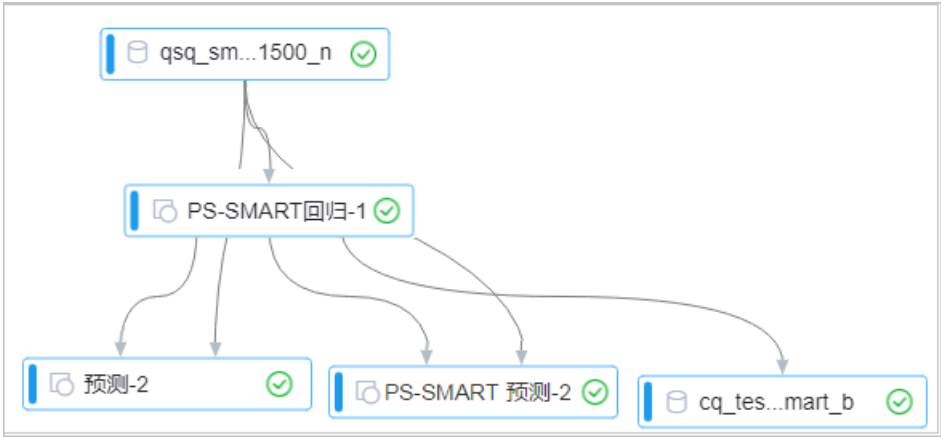 qsq_sm...1500_n
PS-SMART回归-1
预测-2
PS-SMART 预测-2
cq_tes...mart_b